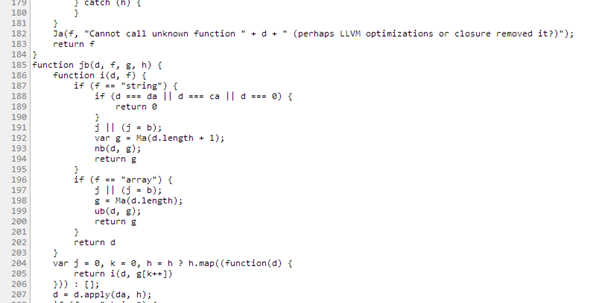 179 } catch (h) {
180 }
181 }
182 Ja(f, "Cannot call unknown function " + d + " (perhaps LLVM optimizations or closure removed it?)");
183 return f
184 }
185 function jb(d, f, g, h) {
186 function i(d, f) {
187 if (f == "string") {
188 if (d === da || d === ca || d === 0) {
189 return 0
190 }
191 j || (j = b);
192 var g = Ma(d.length + 1);
193 nb(d, g);
194 return g
195 }
196 if (f == "array") {
197 j || (j = b);
198 g = Ma(d.length);
199 ub(d, g);
200 return g
201 }
202 return d
203 }
204 var j = 0, k = 0, h = h ? h.map((function(d) {
205 return i(d, g[k++])
206 })) : [];
207 d = d.apply(da, h);